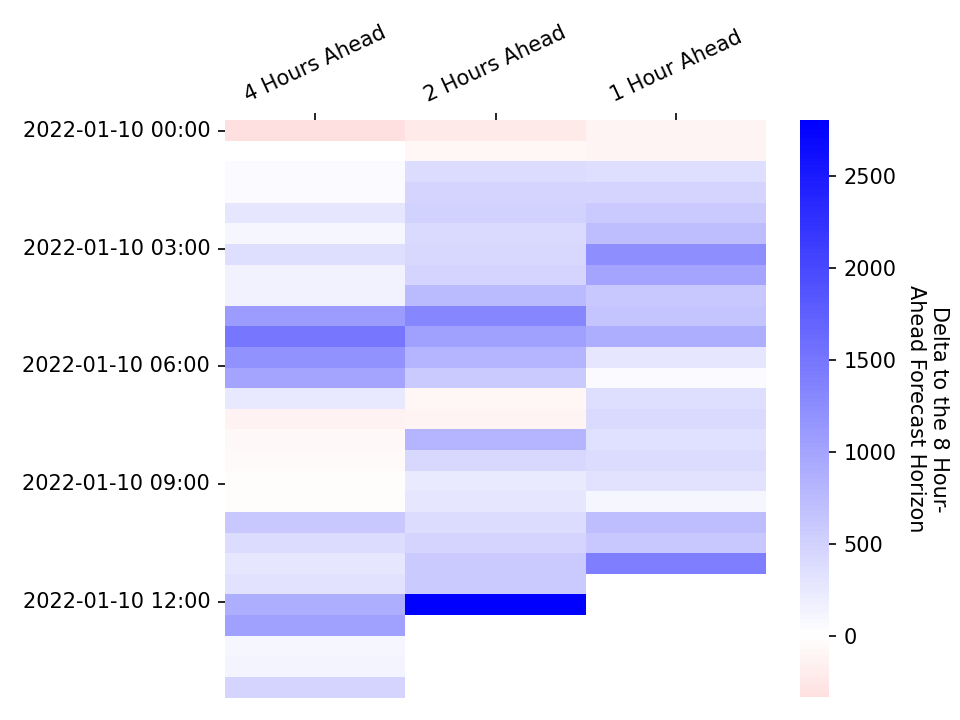 4 Hours Ahead
2 Hours Ahead
1 Hour Ahead
2022-01-10 00:00
2022-01-10 03:00
2022-01-10 06:00
2022-01-10 09:00
2022-01-10 12:00
2500
2000
1500
1000
500
0
Delta to the 8 Hour-
Ahead Forecast Horizon